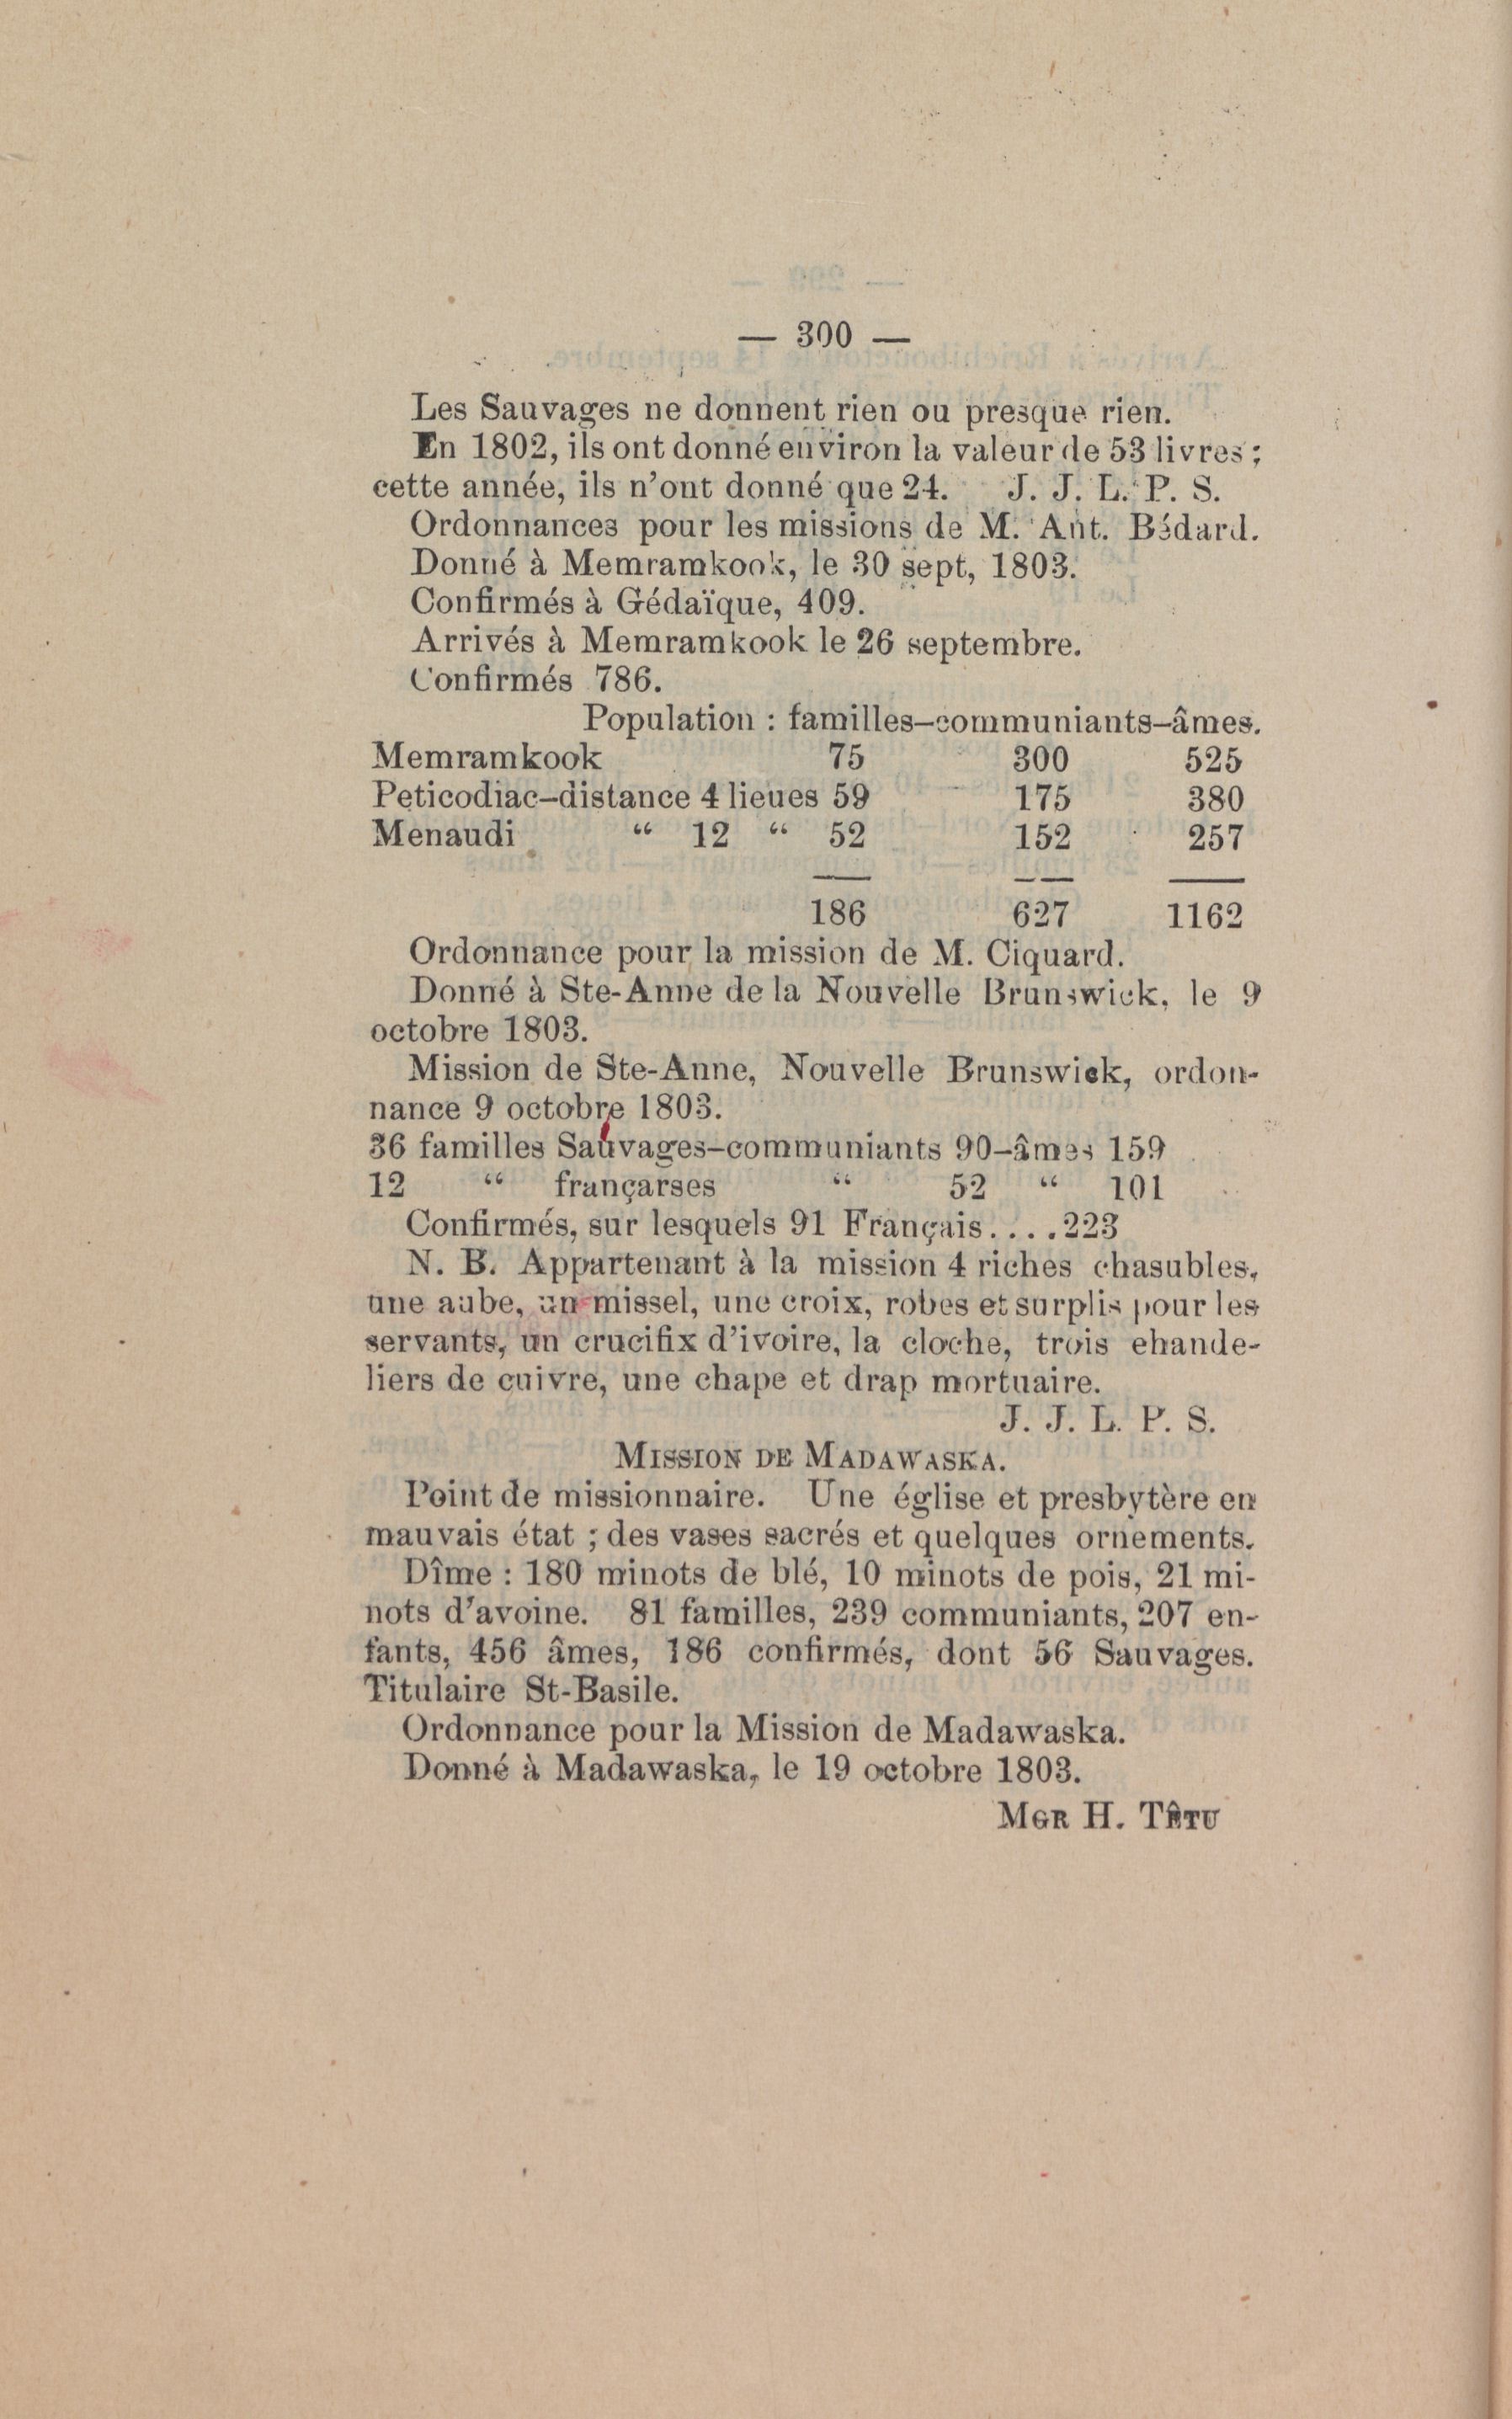 — 300 —
Les Sauvages ne donnent rien ou presque rien.
En 1802, ils ont donné environ la valeur de 53 livres ;
cette année, ils n'ont donné que 24. J. J. L. P. S.
Ordonnances pour les missions de M. Ant. Bédard.
Donné à Memramkook, le 30 sept, 1803.
Confirmés à Gédaïque, 409.
Arrivés à Memramkook le 26 septembre.
Confirmés 786.
Population : familles–communiants–âmes.
Memramkook 75 300 525
Peticodiac–distance 4 lieues 59 175 380
Menaudi “ 12 “ 52 152 257
186 627 1162
Ordonnance pour la mission de M. Ciquard.
Donné à Ste-Anne de la Nouvelle Brunswick, le 9
octobre 1803.
Mission de Ste-Anne, Nouvelle Brunswick, ordon-
nance 9 octobre 1803.
36 familles Sauvages–communiants 90–âmes 159
12 “ françarses “ 52 “ 101
Confirmés, sur lesquels 91 Français....223
N. B. Appartenant à la mission 4 riches chasubles,
une aube, un missel, une croix, robes et surplis pour les
servants, un crucifix d'ivoire, la cloche, trois ehande-
liers de cuivre, une chape et drap mortuaire.
J. J. L. P. S.
MISSION DE MADAWASKA.
Point de missionnaire. Une église et presbytère en
mauvais état ; des vases sacrés et quelques ornements.
Dîme : 180 minots de blé, 10 minots de pois, 21 mi-
nots d'avoine. 81 familles, 239 communiants, 207 en-
fants, 456 âmes, 186 confirmés, dont 56 Sauvages.
Titulaire St-Basile.
Ordonnance pour la Mission de Madawaska.
Donné à Madawaska, le 19 octobre 1803.
MGR H. TÊTU